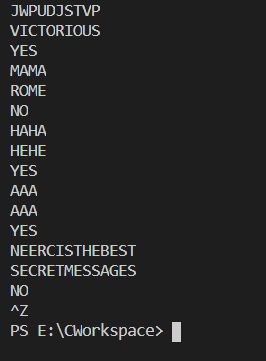 JWPUDJSTVP
VICTORIOUS
YES
MAMA
ROME
NO
HAHA
HEHE
YES
AAA
AAA
YES
NEERCISTHEBEST
SECRETMESSAGES
NO
^Z
PS E:\CWorkspace>